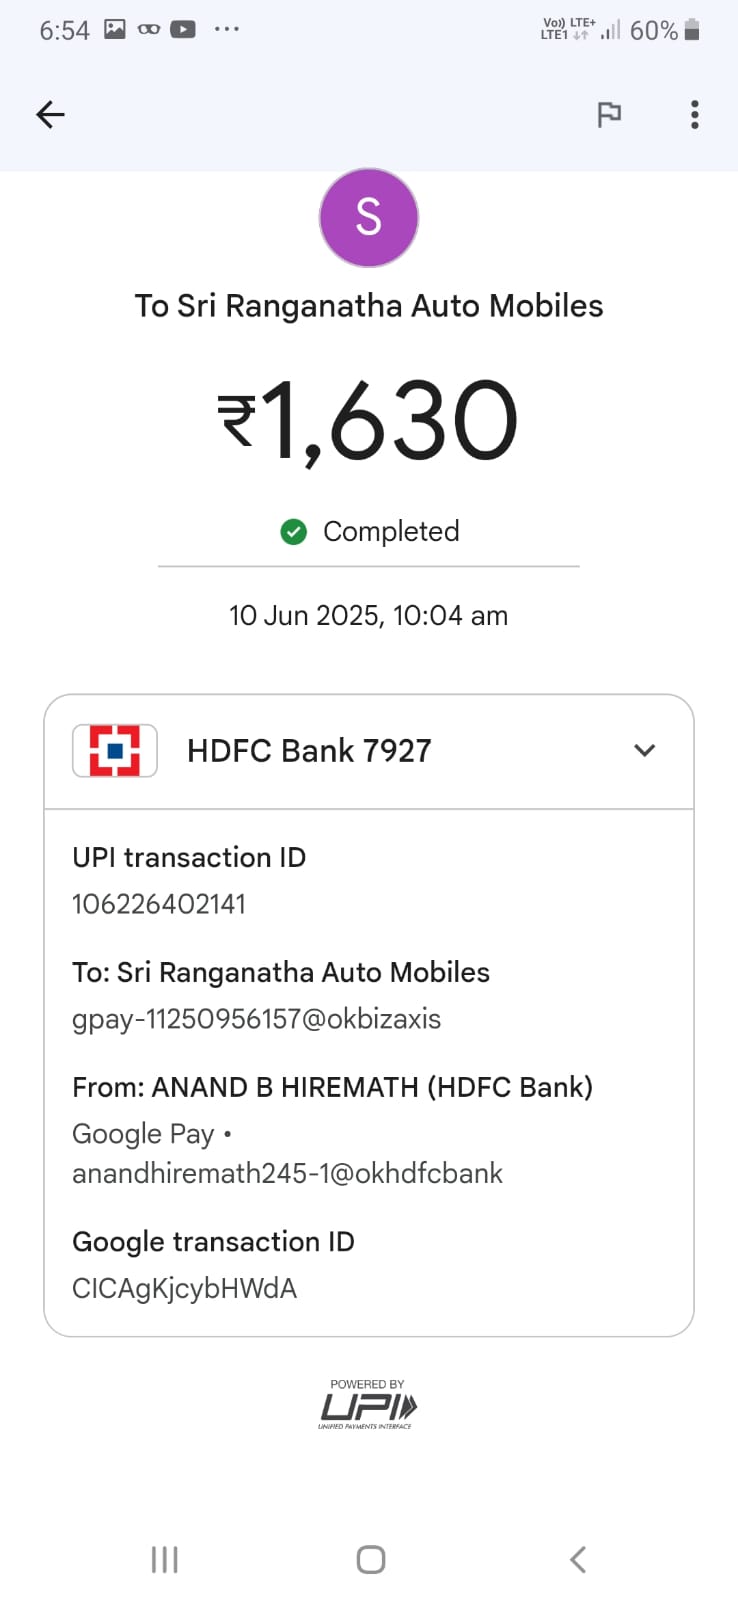 6:54
Vo)) LTE+
LTE1 ↓↑
60%
S
To Sri Ranganatha Auto Mobiles
₹1,630
Completed
10 Jun 2025, 10:04 am
HDFC Bank 7927
UPI transaction ID
106226402141
To: Sri Ranganatha Auto Mobiles
gpay-11250956157@okbizaxis
From: ANAND B HIREMATH (HDFC Bank)
Google Pay •
anandhiremath245-1@okhdfcbank
Google transaction ID
CICAgKjcybHWdA
POWERED BY
UPI
UNIFIED PAYMENTS INTERFACE